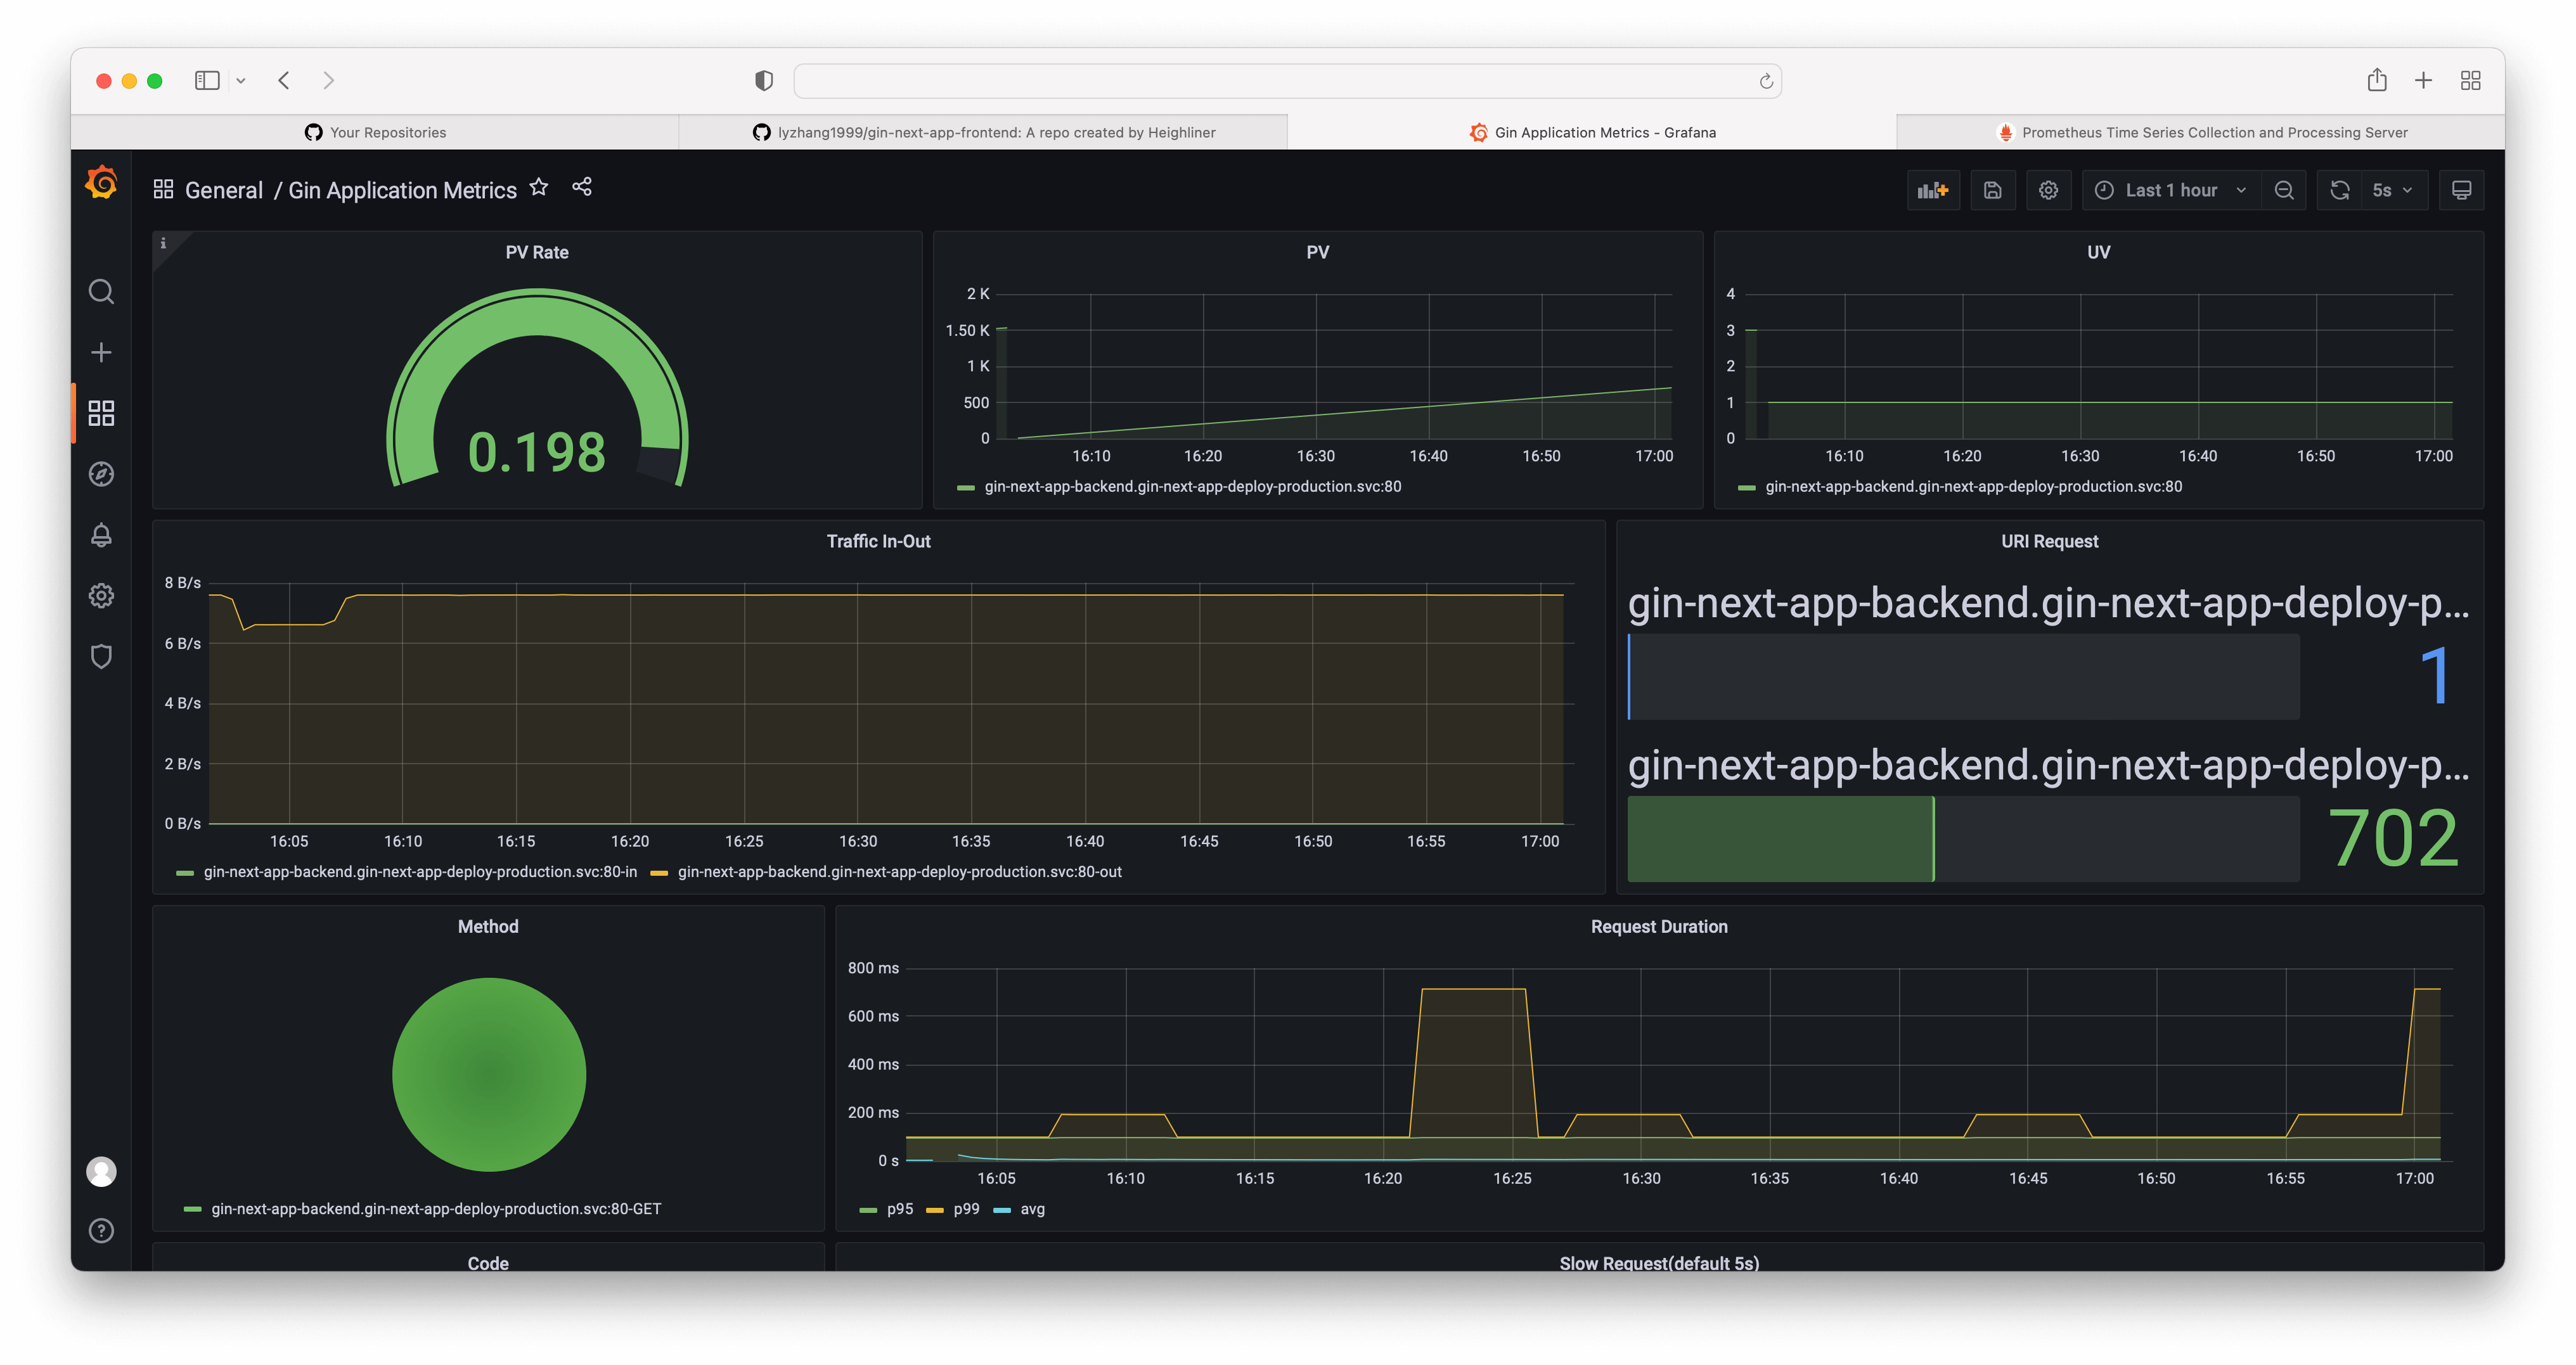 Your Repositories
lyzhang1999/gin-next-app-frontend: A repo created by Heighliner
Gin Application Metrics - Grafana
Prometheus Time Series Collection and Processing Server
General / Gin Application Metrics
Last 1 hour
5s
i
PV Rate
0.198
PV
2 K
1.50 K
1 K
500
0
16:10 16:20 16:30 16:40 16:50 17:00
gin-next-app-backend.gin-next-app-deploy-production.svc:80
UV
4
3
2
1
0
16:10 16:20 16:30 16:40 16:50 17:00
gin-next-app-backend.gin-next-app-deploy-production.svc:80
Traffic In-Out
8 B/s
6 B/s
4 B/s
2 B/s
0 B/s
16:05 16:10 16:15 16:20 16:25 16:30 16:35 16:40 16:45 16:50 16:55 17:00
gin-next-app-backend.gin-next-app-deploy-production.svc:80-in gin-next-app-backend.gin-next-app-deploy-production.svc:80-out
URI Request
gin-next-app-backend.gin-next-app-deploy-p...
1
gin-next-app-backend.gin-next-app-deploy-p...
702
Method
gin-next-app-backend.gin-next-app-deploy-production.svc:80-GET
Request Duration
800 ms
600 ms
400 ms
200 ms
0 s
16:05 16:10 16:15 16:20 16:25 16:30 16:35 16:40 16:45 16:50 16:55 17:00
p95 p99 avg
Code
Slow Request(default 5s)